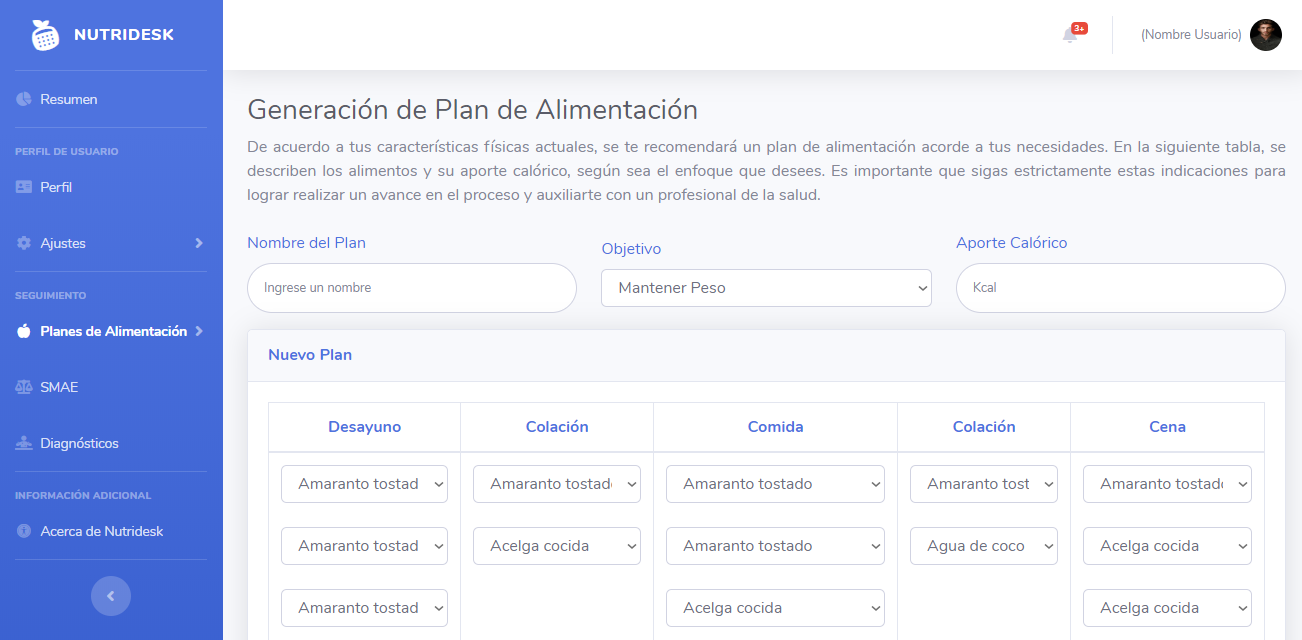 NUTRIDESK
3+
(Nombre Usuario)
Resumen
PERFIL DE USUARIO
Perfil
Ajustes
SEGUIMIENTO
Planes de Alimentación
SMAE
Diagnósticos
INFORMACIÓN ADICIONAL
Acerca de Nutridesk
Generación de Plan de Alimentación
De acuerdo a tus características físicas actuales, se te recomendará un plan de alimentación acorde a tus necesidades. En la siguiente tabla, se
describen los alimentos y su aporte calórico, según sea el enfoque que desees. Es importante que sigas estrictamente estas indicaciones para
lograr realizar un avance en el proceso y auxiliarte con un profesional de la salud.
Nombre del Plan
Objetivo
Aporte Calórico
Ingrese un nombre
Mantener Peso
Kcal
Nuevo Plan
Desayuno Colación Comida Colación Cena
Amaranto tostad Amaranto tostad Amaranto tostado Amaranto tost Amaranto tostad
Amaranto tostad Acelga cocida Amaranto tostado Agua de coco Acelga cocida
Amaranto tostad Acelga cocida Acelga cocida